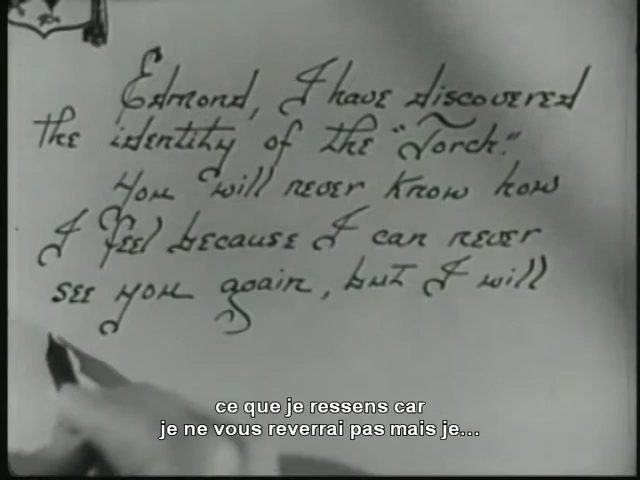 Edmond, I have discovered
the identity of the "Torch."
You will never know how
I feel because I can never
see you again, but I will
ce que je ressens car
je ne vous reverrai pas mais je...